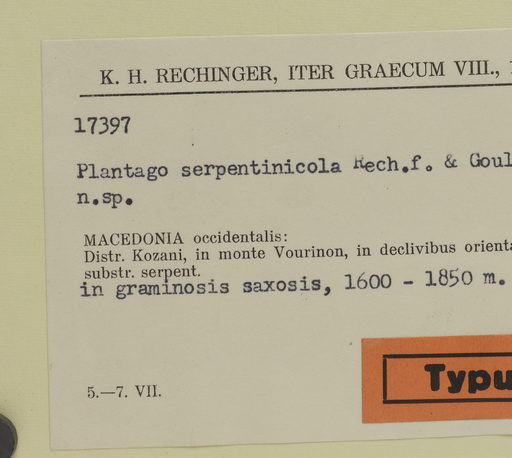 K. H. RECHINGER, ITER GRAECUM VIII.,
17397
Plantago serpentinicola Rech.f. & Goul
n.sp.
MACEDONIA occidentalis:
Distr. Kozani, in monte Vourinon, in declivibus orienta
substr. serpent.
in graminosis saxosis, 1600 - 1850 m.
5.—7. VII.
Typu